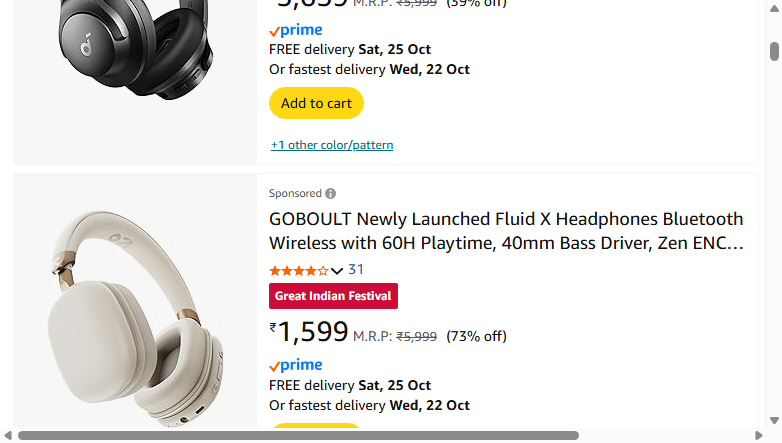 M.R.P: ₹5,999 (39% off)
prime
FREE delivery Sat, 25 Oct
Or fastest delivery Wed, 22 Oct
Add to cart
+1 other color/pattern
Sponsored
GOBOULT Newly Launched Fluid X Headphones Bluetooth
Wireless with 60H Playtime, 40mm Bass Driver, Zen ENC…
31
Great Indian Festival
₹1,599 M.R.P: ₹5,999 (73% off)
prime
FREE delivery Sat, 25 Oct
Or fastest delivery Wed, 22 Oct